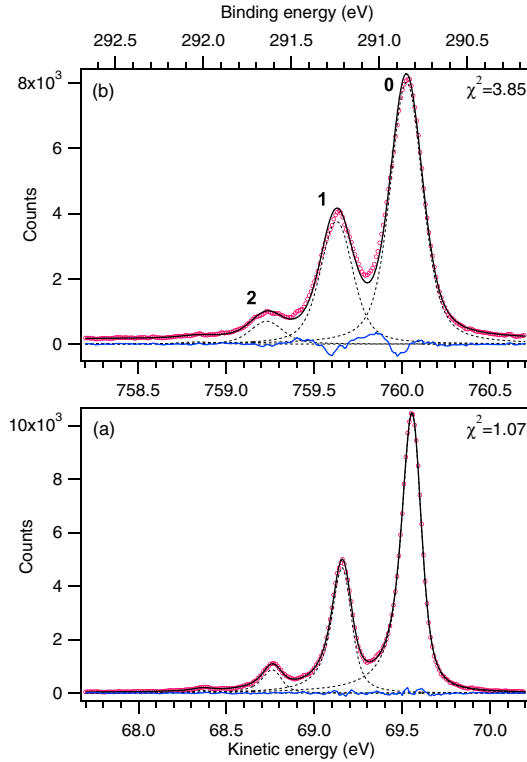 Binding energy (eV)
292.5 292.0 291.5 291.0 290.5
8x10³
(b)
0
χ²=3.85
6
1
4
Counts
2
2
0
758.5 759.0 759.5 760.0 760.5
10x10³
(a)
χ²=1.07
8
6
Counts
4
2
0
68.0 68.5 69.0 69.5 70.0
Kinetic energy (eV)